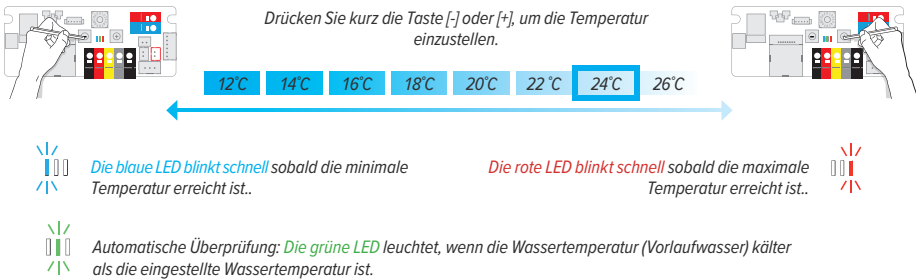 Drücken Sie kurz die Taste [-] oder [+], um die Temperatur
einzustellen.
12°C 14°C 16°C 18°C 20°C 22 °C 24°C 26°C
Die blaue LED blinkt schnell sobald die minimale
Temperatur erreicht ist..
Die rote LED blinkt schnell sobald die maximale
Temperatur erreicht ist..
Automatische Überprüfung: Die grüne LED leuchtet, wenn die Wassertemperatur (Vorlaufwasser) kälter
als die eingestellte Wassertemperatur ist.